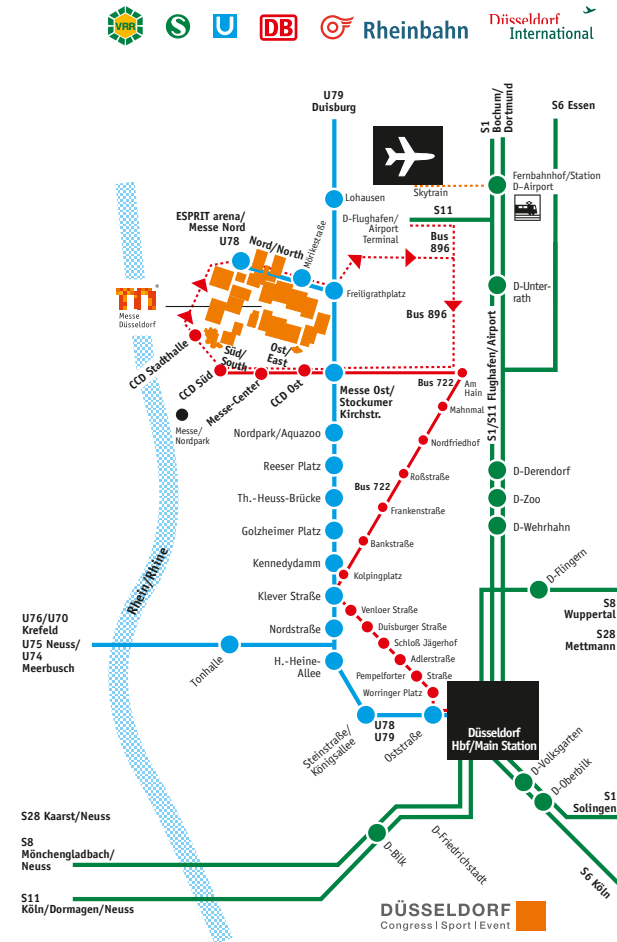 VRR
S
U
DB
Rheinbahn
Düsseldorf
International
U79
Duisburg
S1
Bochum/
Dortmund
S6 Essen
Fernbahnhof/Station
D-Airport
Skytrain
Lohausen
S11
D-Flughafen/
Airport
Terminal
ESPRIT arena/
Messe Nord
U78
Nord/North
Mörikestraße
Bus
896
Freiligrathplatz
D-Unter-
rath
Messe
Düsseldorf
®
Bus 896
S1/S11 Flughafen/Airport
Süd/
South
Ost/
East
CCD Stadthalle
CCD Süd
Messe-Center
CCD Ost
Messe Ost/
Stockumer
Kirchstr.
Bus 722
Am
Hain
Mahnmal
Messe/
Nordpark
Nordpark/Aquazoo
Nordfriedhof
Reeser Platz
Roßstraße
D-Derendorf
Bus 722
Th.-Heuss-Brücke
D-Zoo
Frankenstraße
Golzheimer Platz
D-Wehrhahn
Bankstraße
Kennedydamm
Kolpingplatz
D-Flingern
Rhein/Rhine
Klever Straße
Venloer Straße
S8
Wuppertal
U76/U70
Krefeld
U75 Neuss/
U74
Meerbusch
Nordstraße
Duisburger Straße
S28
Mettmann
Schloß Jägerhof
Tonhalle
H.-Heine-
Allee
Adlerstraße
Pempelforter Straße
Worringer Platz
Steinstraße/
Königsallee
U78
U79
Oststraße
Düsseldorf
Hbf/Main Station
D-Volksgarten
D-Oberbilk
S1
Solingen
S28 Kaarst/Neuss
S8
Mönchengladbach/
Neuss
D-Bilk
D-Friedrichstadt
S6 Köln
S11
Köln/Dormagen/Neuss
DÜSSELDORF
Congress | Sport | Event